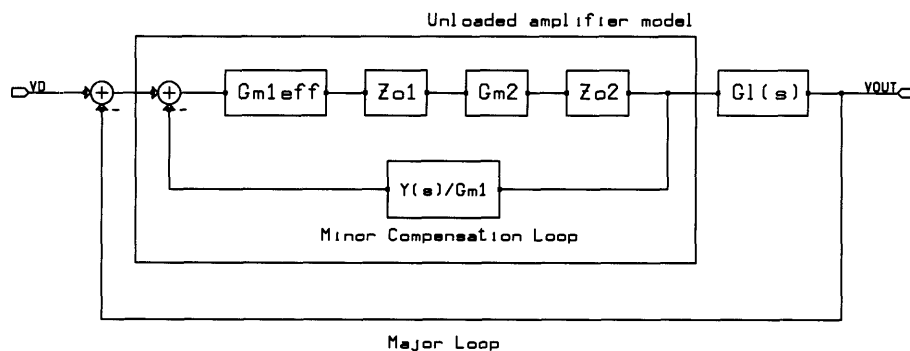 Unloaded amplifier model
VD
Gm1eff
Zo1
Gm2
Zo2
Gl(s)
VOUT
-
-
Y(s)/Gm1
Minor Compensation Loop
Major Loop